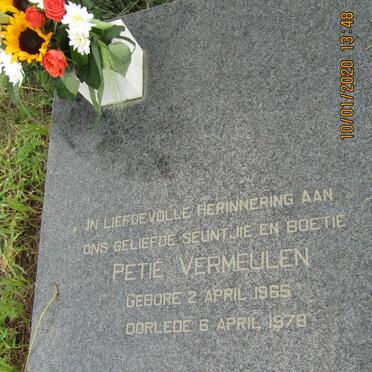 IN LIEFDEVOLLE HERINNERING AAN
ONS GELIEFDE SEUNTJIE EN BOETIE
PETIE VERMEULEN
GEBORE 2 APRIL 1965
OORLEDE 6 APRIL 1978
10/01/2020 13:48